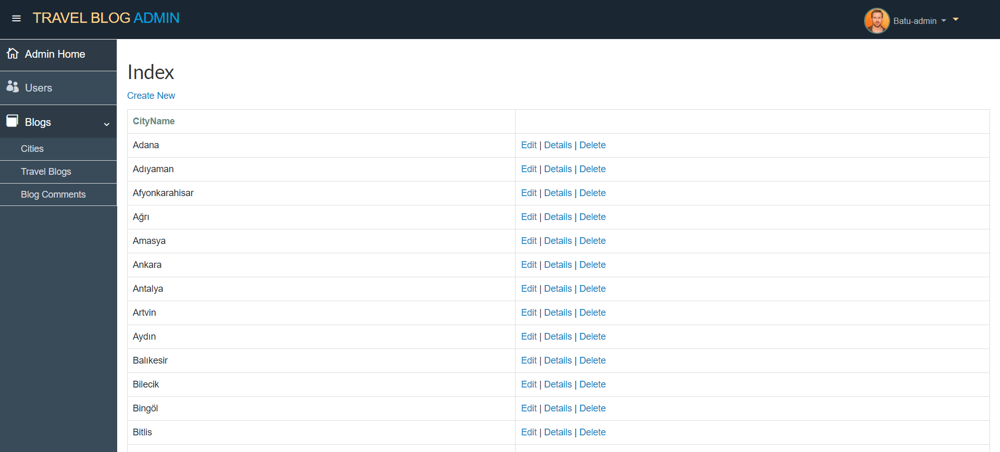 TRAVEL BLOG ADMIN
Batu-admin
Admin Home
Users
Blogs
Cities
Travel Blogs
Blog Comments
Index
Create New
CityName
Adana Edit | Details | Delete
Adıyaman Edit | Details | Delete
Afyonkarahisar Edit | Details | Delete
Ağrı Edit | Details | Delete
Amasya Edit | Details | Delete
Ankara Edit | Details | Delete
Antalya Edit | Details | Delete
Artvin Edit | Details | Delete
Aydın Edit | Details | Delete
Balıkesir Edit | Details | Delete
Bilecik Edit | Details | Delete
Bingöl Edit | Details | Delete
Bitlis Edit | Details | Delete